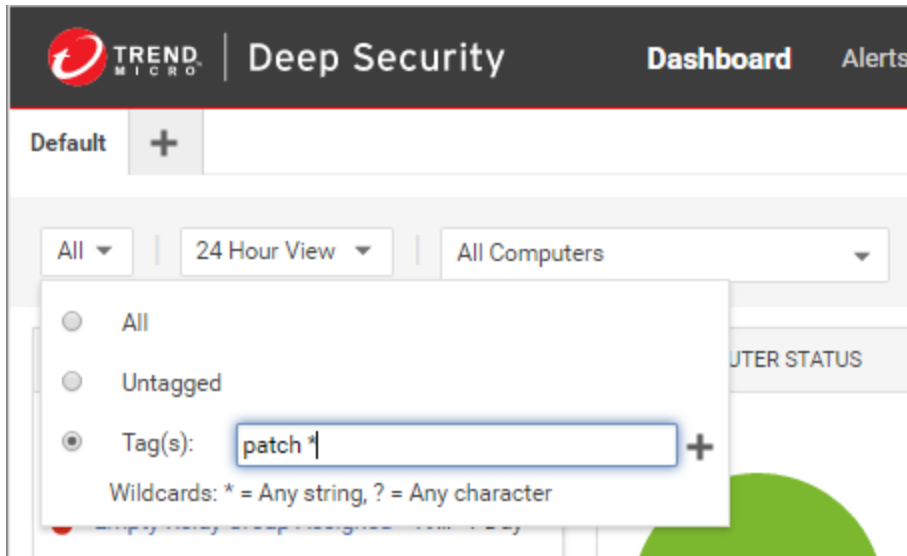 TREND MICRO Deep Security Dashboard Alerts
Default +
All 24 Hour View All Computers
All
UTER STATUS
Untagged
Tag(s): patch * +
Wildcards: * = Any string, ? = Any character